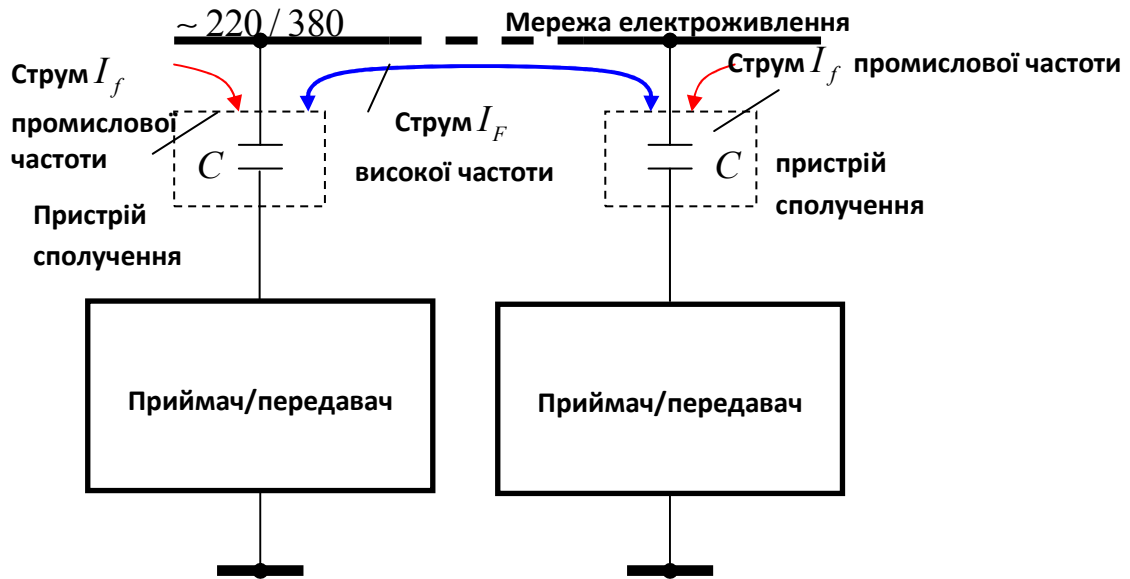 ~ 220 / 380
Мережа електроживлення
Струм I_f
промислової
частоти
Струм I_F
високої частоти
Струм I_f промислової частоти
C
C
Пристрій
сполучення
пристрій
сполучення
Приймач/передавач
Приймач/передавач